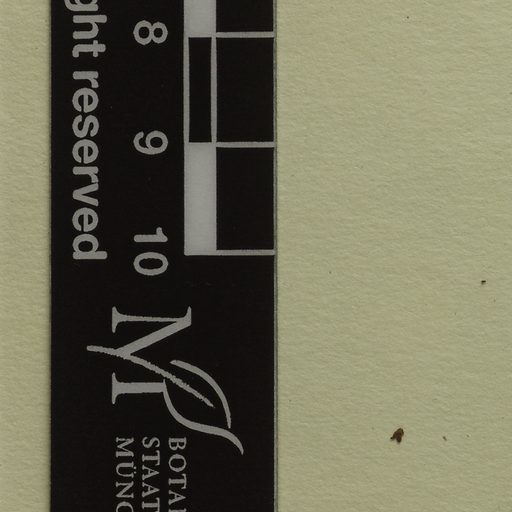 ght reserved
8
9
10
M
BOTA
STAAT
MÜNC